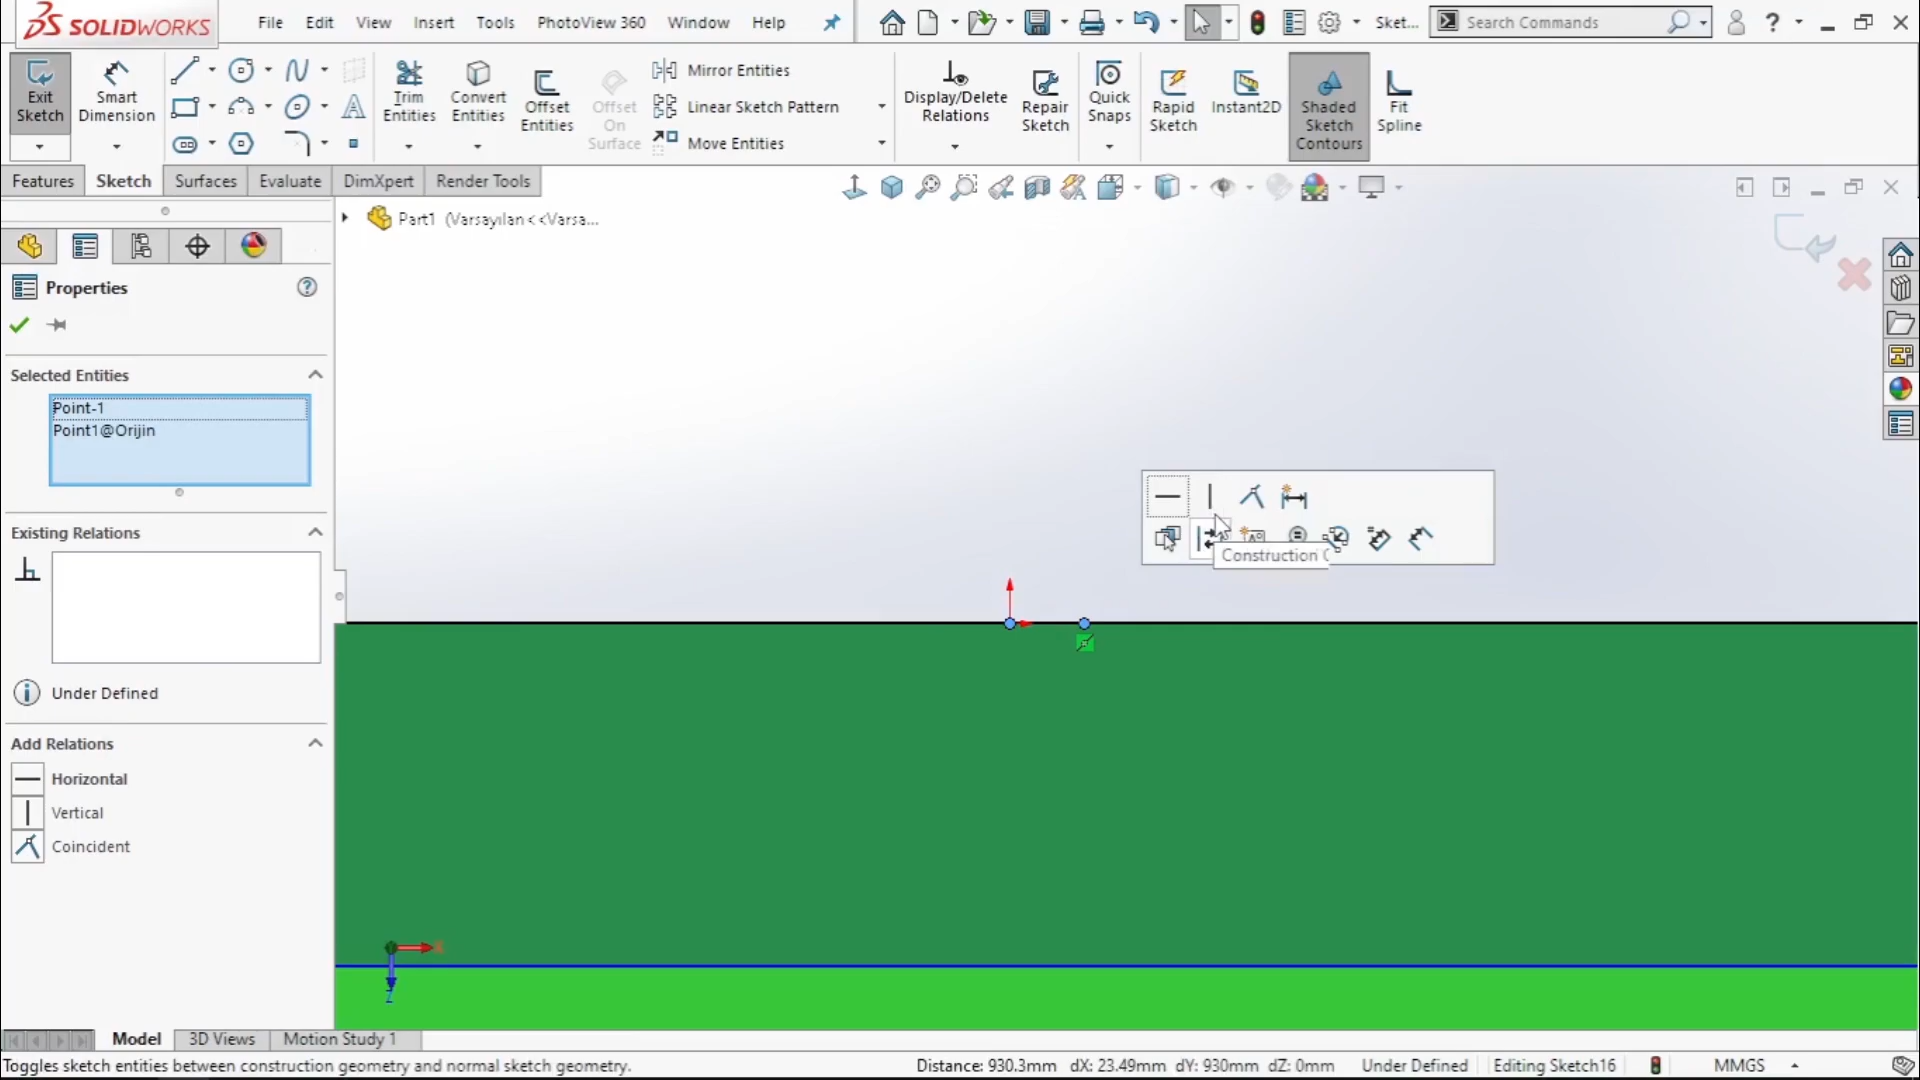 SOLIDWORKS
File Edit View Insert Tools PhotoView 360 Window Help
Sket...
Search Commands
Exit Sketch
Smart Dimension
Trim Entities
Convert Entities
Offset Entities
Offset On Surface
Mirror Entities
Linear Sketch Pattern
Move Entities
Display/Delete Relations
Repair Sketch
Quick Snaps
Rapid Sketch
Instant2D
Shaded Sketch Contours
Fit Spline
Features Sketch Surfaces Evaluate DimXpert Render Tools
Part1 (Varsayılan<<Varsa...
Properties
Selected Entities
Point-1
Point1@Orijin
Existing Relations
Under Defined
Add Relations
Horizontal
Vertical
Coincident
Construction
Z
Model 3D Views Motion Study 1
Toggles sketch entities between construction geometry and normal sketch geometry.
Distance: 930.3mm dX: 23.49mm dY: 930mm dZ: 0mm Under Defined Editing Sketch16 MMGS